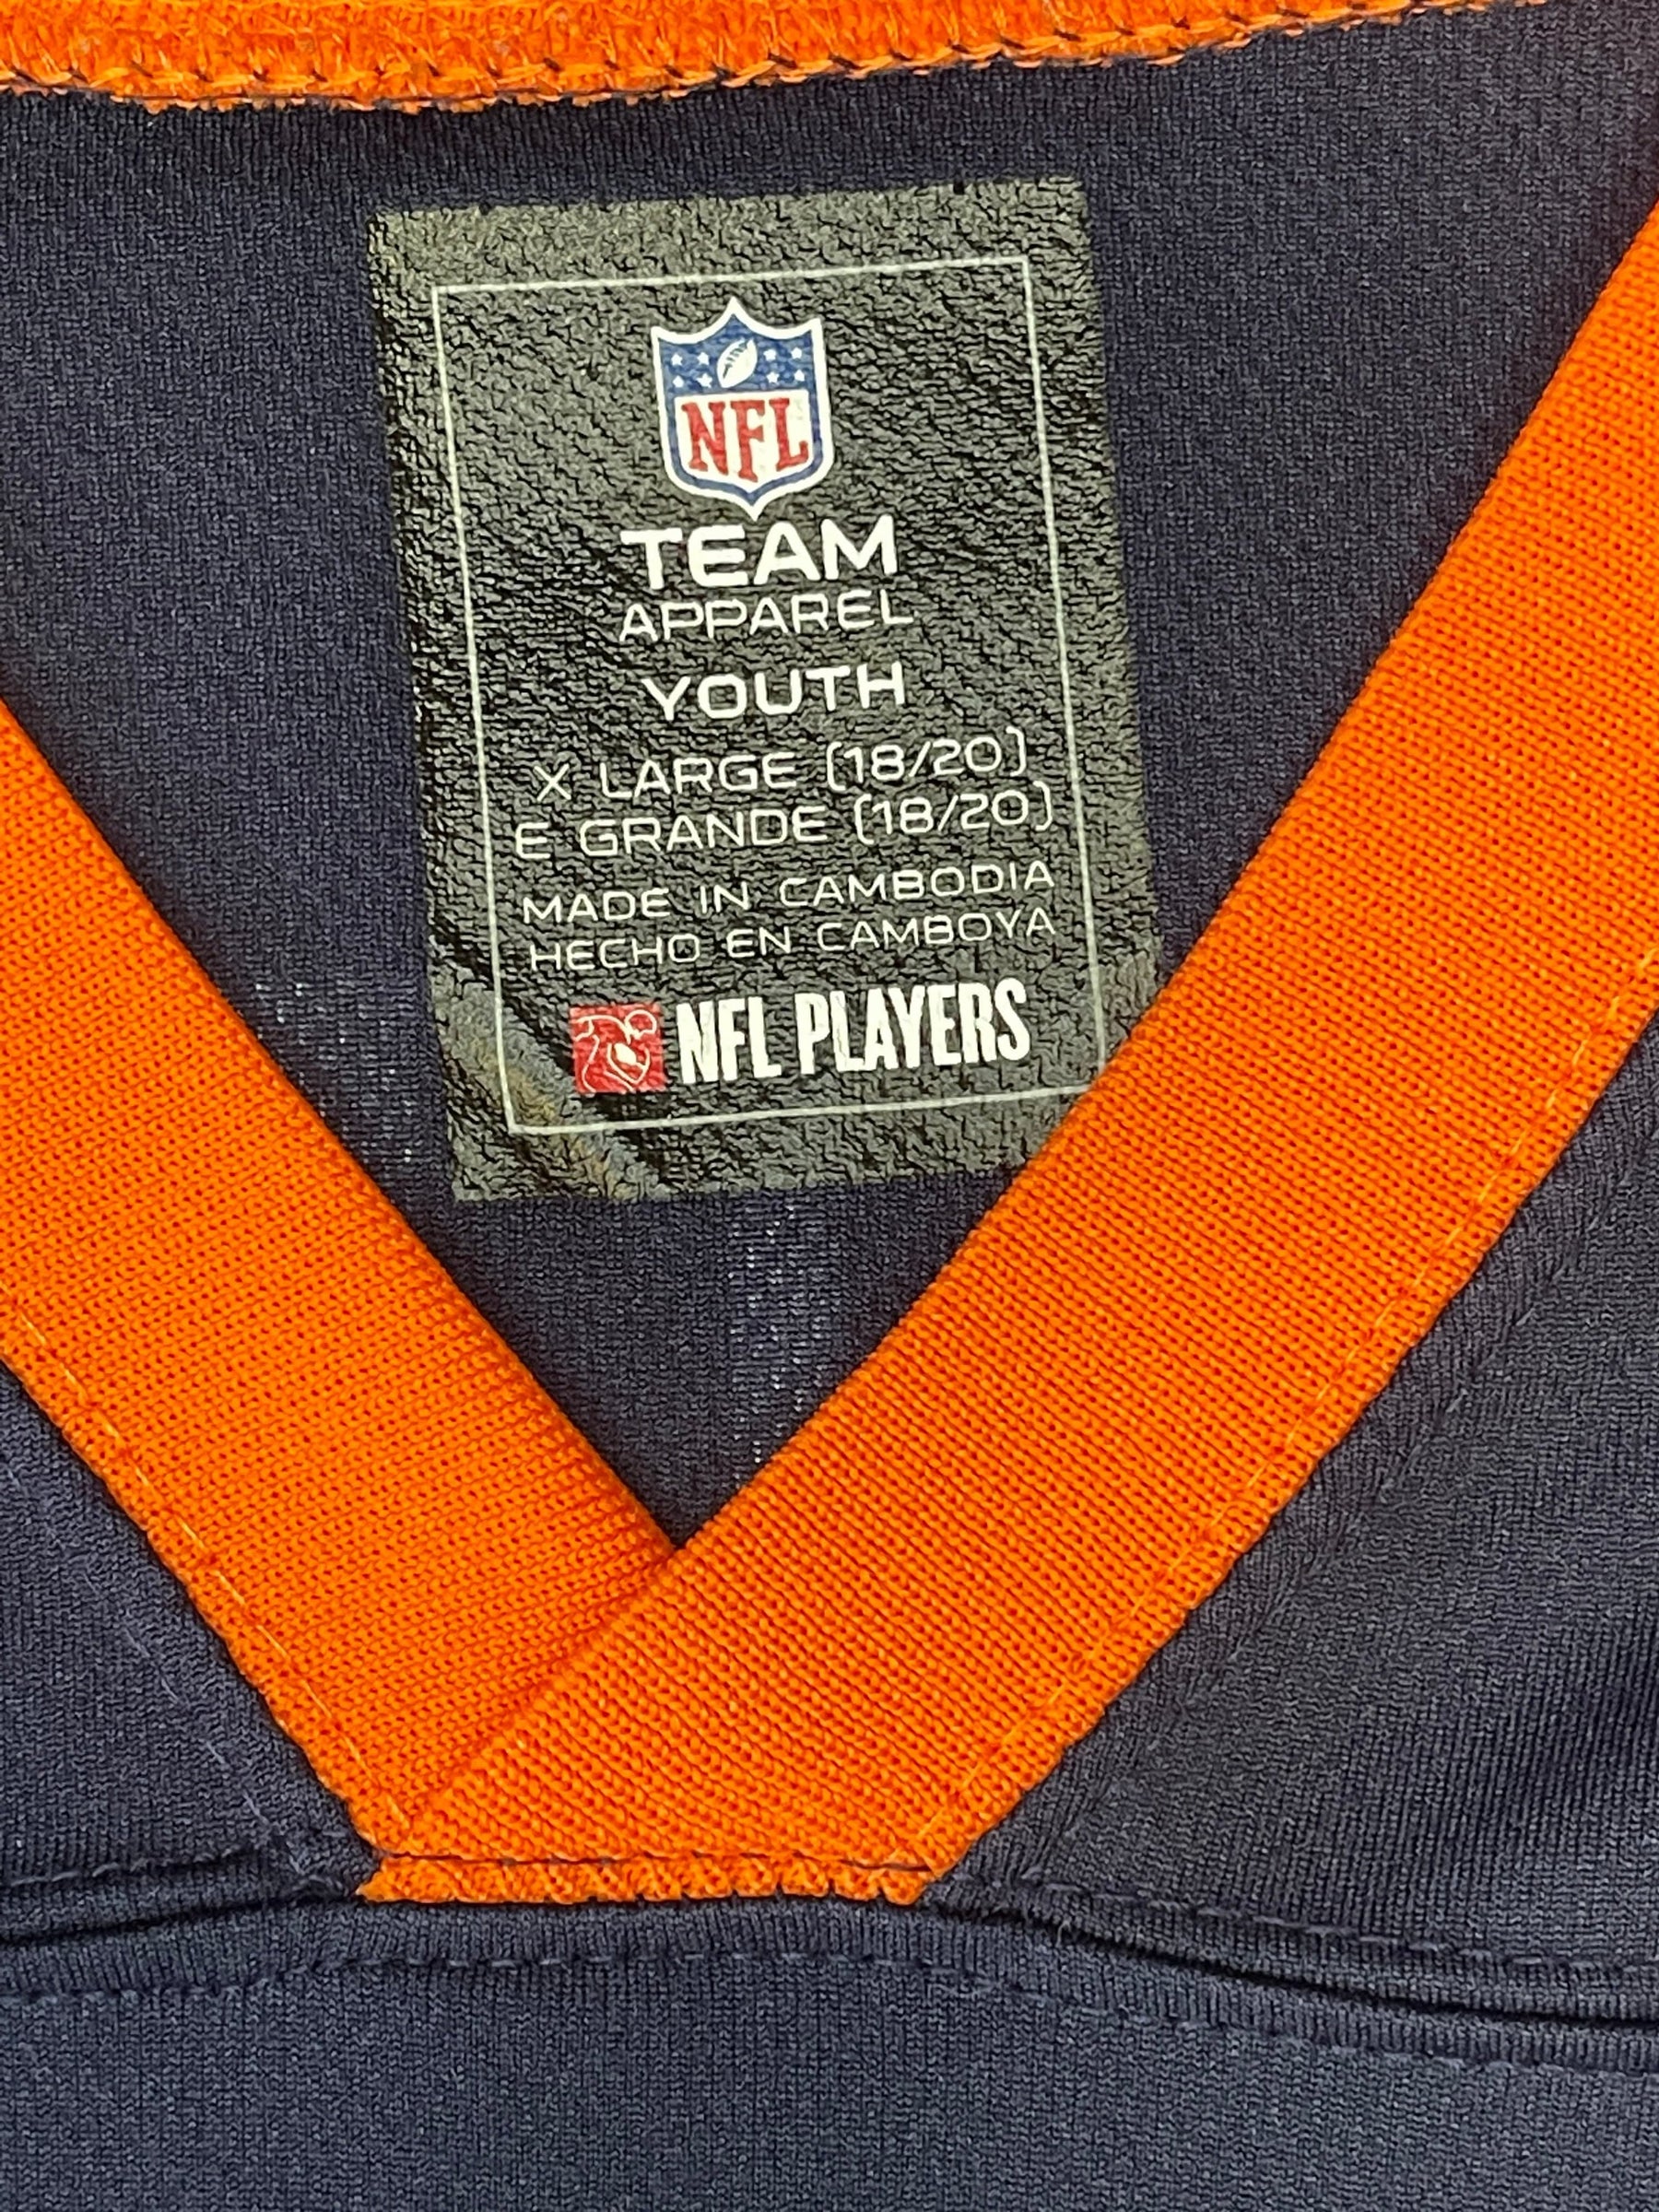 NFL
TEAM
APPAREL
YOUTH
X LARGE (18/20)
E GRANDE (18/20)
MADE IN CAMBODIA
HECHO EN CAMBOYA
NFL PLAYERS